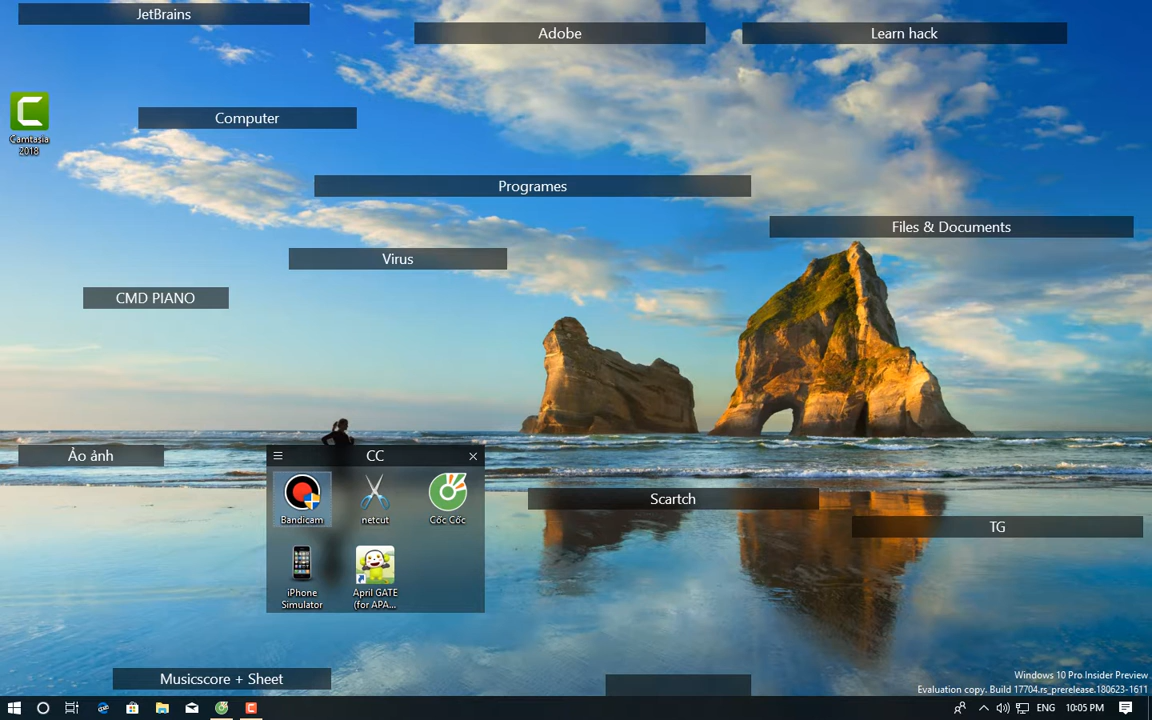 JetBrains
Adobe
Learn hack
Camtasia
2018
Computer
Programes
Files & Documents
Virus
CMD PIANO
Ảo ảnh
CC
Bandicam
netcut
Cốc Cốc
iPhone
Simulator
April GATE
(for APA...
Scartch
TG
Musicscore + Sheet
Windows 10 Pro Insider Preview
Evaluation copy. Build 17704.rs_prerelease.180623-1611
ENG
10:05 PM